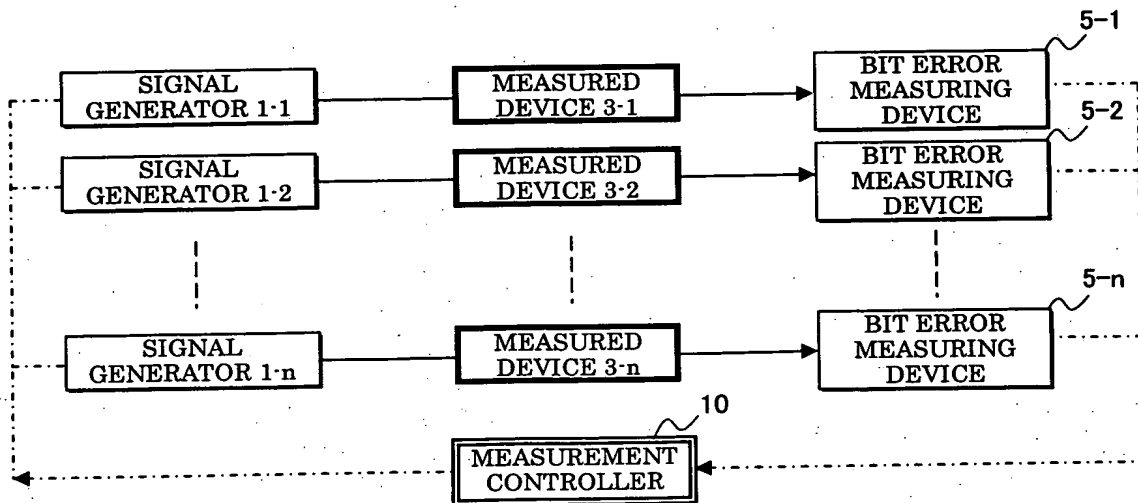 5-1
SIGNAL
GENERATOR 1-1
MEASURED
DEVICE 3-1
BIT ERROR
MEASURING
DEVICE
5-2
SIGNAL
GENERATOR 1-2
MEASURED
DEVICE 3-2
BIT ERROR
MEASURING
DEVICE
5-n
SIGNAL
GENERATOR 1-n
MEASURED
DEVICE 3-n
BIT ERROR
MEASURING
DEVICE
10
MEASUREMENT
CONTROLLER